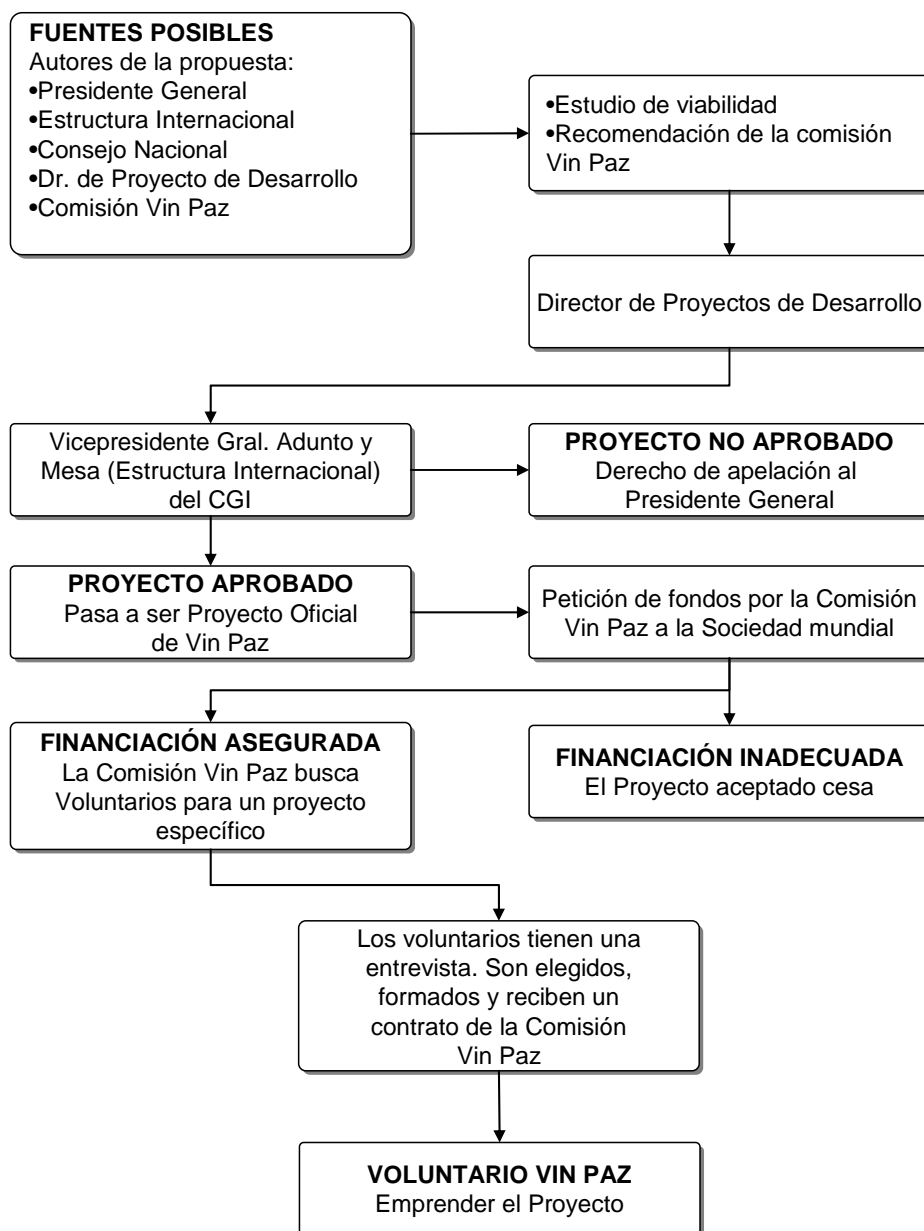 FUENTES POSIBLES
Autores de la propuesta:
•Presidente General
•Estructura Internacional
•Consejo Nacional
•Dr. de Proyecto de Desarrollo
•Comisión Vin Paz
•Estudio de viabilidad
•Recomendación de la comisión
Vin Paz
Director de Proyectos de Desarrollo
Vicepresidente Gral. Adunto y
Mesa (Estructura Internacional)
del CGI
PROYECTO NO APROBADO
Derecho de apelación al
Presidente General
PROYECTO APROBADO
Pasa a ser Proyecto Oficial
de Vin Paz
Petición de fondos por la Comisión
Vin Paz a la Sociedad mundial
FINANCIACIÓN ASEGURADA
La Comisión Vin Paz busca
Voluntarios para un proyecto
específico
FINANCIACIÓN INADECUADA
El Proyecto aceptado cesa
Los voluntarios tienen una
entrevista. Son elegidos,
formados y reciben un
contrato de la Comisión
Vin Paz
VOLUNTARIO VIN PAZ
Emprender el Proyecto